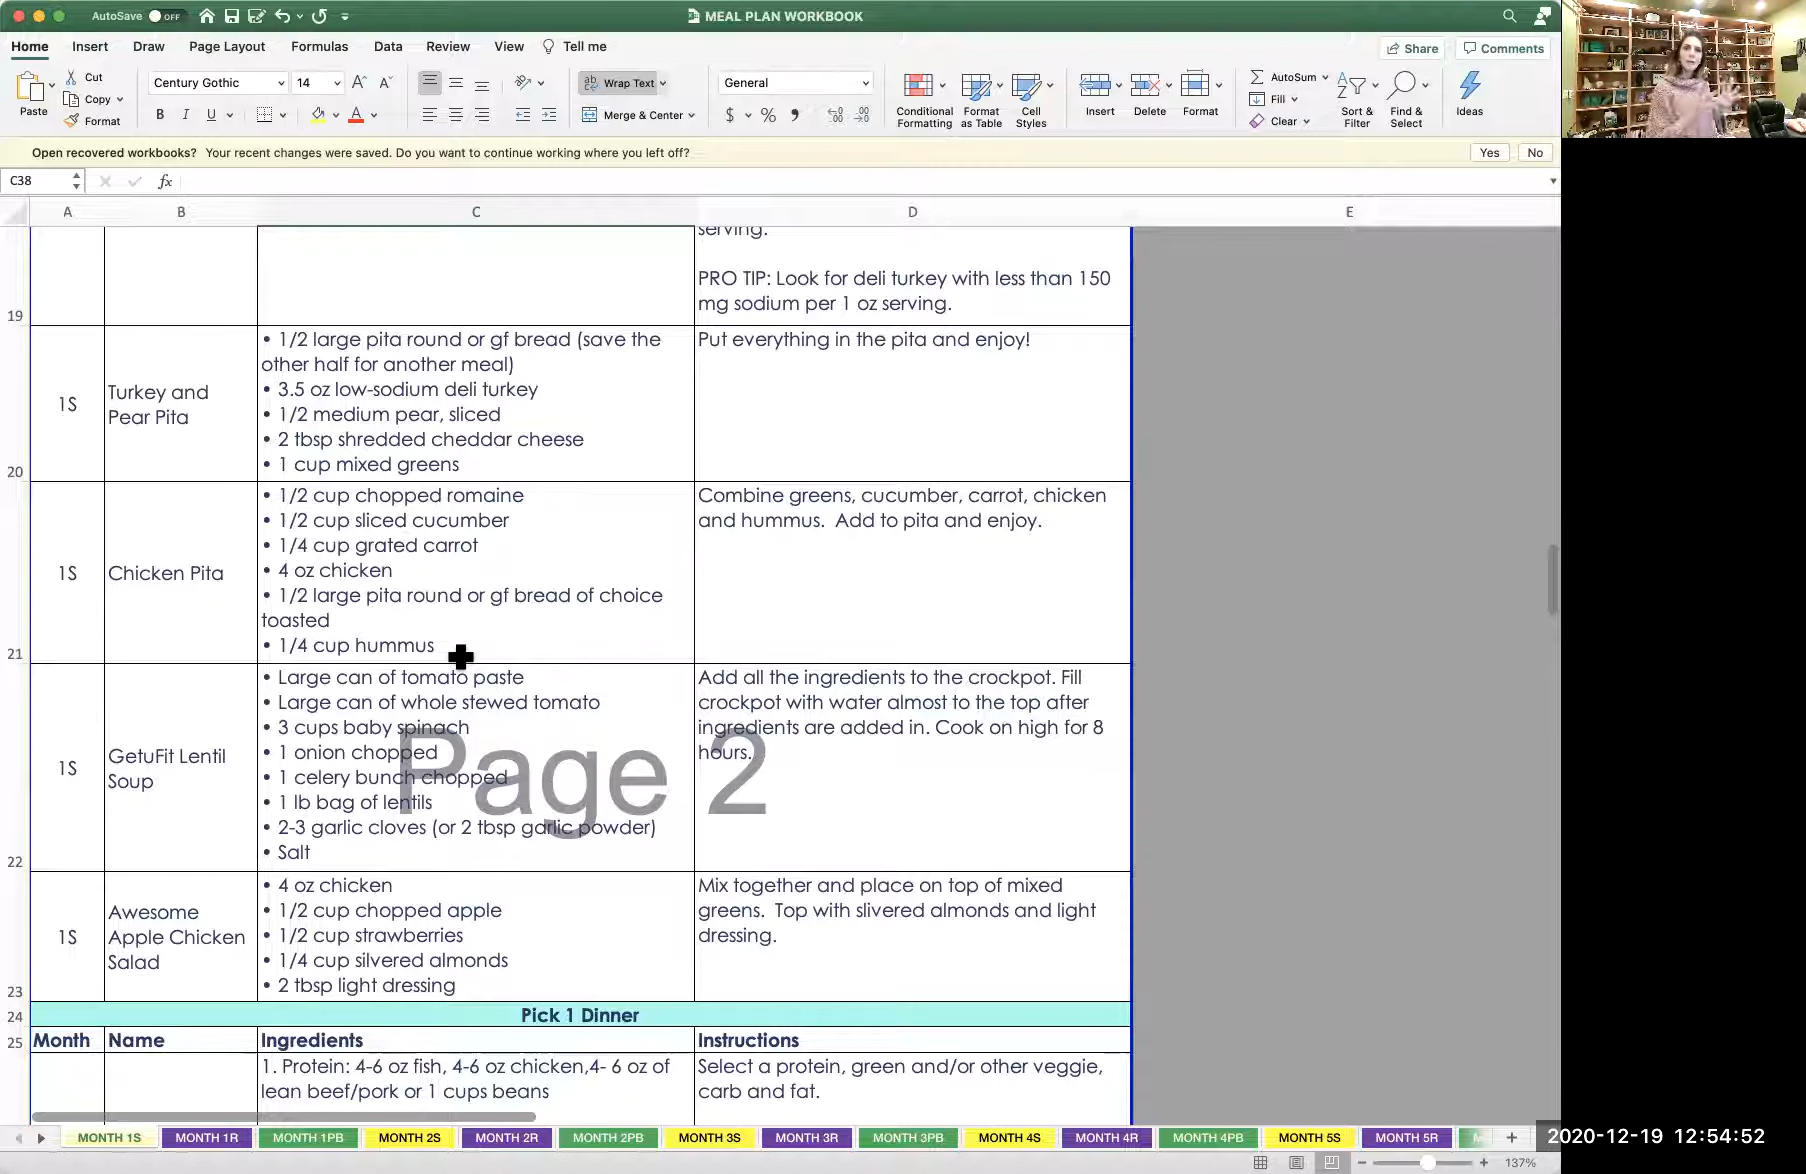 AutoSave OFF
MEAL PLAN WORKBOOK
Home Insert Draw Page Layout Formulas Data Review View Tell me
Share Comments
Paste
Cut
Copy
Format
Century Gothic 14
B I U
Wrap Text
Merge & Center
General
$ %
Conditional Formatting
Format as Table
Cell Styles
Insert
Delete
Format
AutoSum
Fill
Clear
Sort & Filter
Find & Select
Ideas
Open recovered workbooks? Your recent changes were saved. Do you want to continue working where you left off?
Yes No
C38
fx
A B C D E
serving.
PRO TIP: Look for deli turkey with less than 150
mg sodium per 1 oz serving.
19
1S
Turkey and
Pear Pita
• 1/2 large pita round or gf bread (save the
other half for another meal)
• 3.5 oz low-sodium deli turkey
• 1/2 medium pear, sliced
• 2 tbsp shredded cheddar cheese
• 1 cup mixed greens
Put everything in the pita and enjoy!
20
1S
Chicken Pita
• 1/2 cup chopped romaine
• 1/2 cup sliced cucumber
• 1/4 cup grated carrot
• 4 oz chicken
• 1/2 large pita round or gf bread of choice
toasted
• 1/4 cup hummus
Combine greens, cucumber, carrot, chicken
and hummus.  Add to pita and enjoy.
21
1S
GetuFit Lentil
Soup
• Large can of tomato paste
• Large can of whole stewed tomato
• 3 cups baby spinach
• 1 onion chopped
• 1 celery bunch chopped
• 1 lb bag of lentils
• 2-3 garlic cloves (or 2 tbsp garlic powder)
• Salt
Add all the ingredients to the crockpot. Fill
crockpot with water almost to the top after
ingredients are added in. Cook on high for 8
hours.
Page 2
22
1S
Awesome
Apple Chicken
Salad
• 4 oz chicken
• 1/2 cup chopped apple
• 1/2 cup strawberries
• 1/4 cup silvered almonds
• 2 tbsp light dressing
Mix together and place on top of mixed
greens.  Top with slivered almonds and light
dressing.
23
24
Pick 1 Dinner
25
Month Name Ingredients Instructions
1. Protein: 4-6 oz fish, 4-6 oz chicken,4- 6 oz of
lean beef/pork or 1 cups beans
Select a protein, green and/or other veggie,
carb and fat.
MONTH 1S MONTH 1R MONTH 1PB MONTH 2S MONTH 2R MONTH 2PB MONTH 3S MONTH 3R MONTH 3PB MONTH 4S MONTH 4R MONTH 4PB MONTH 5S MONTH 5R
2020-12-19 12:54:52
137%